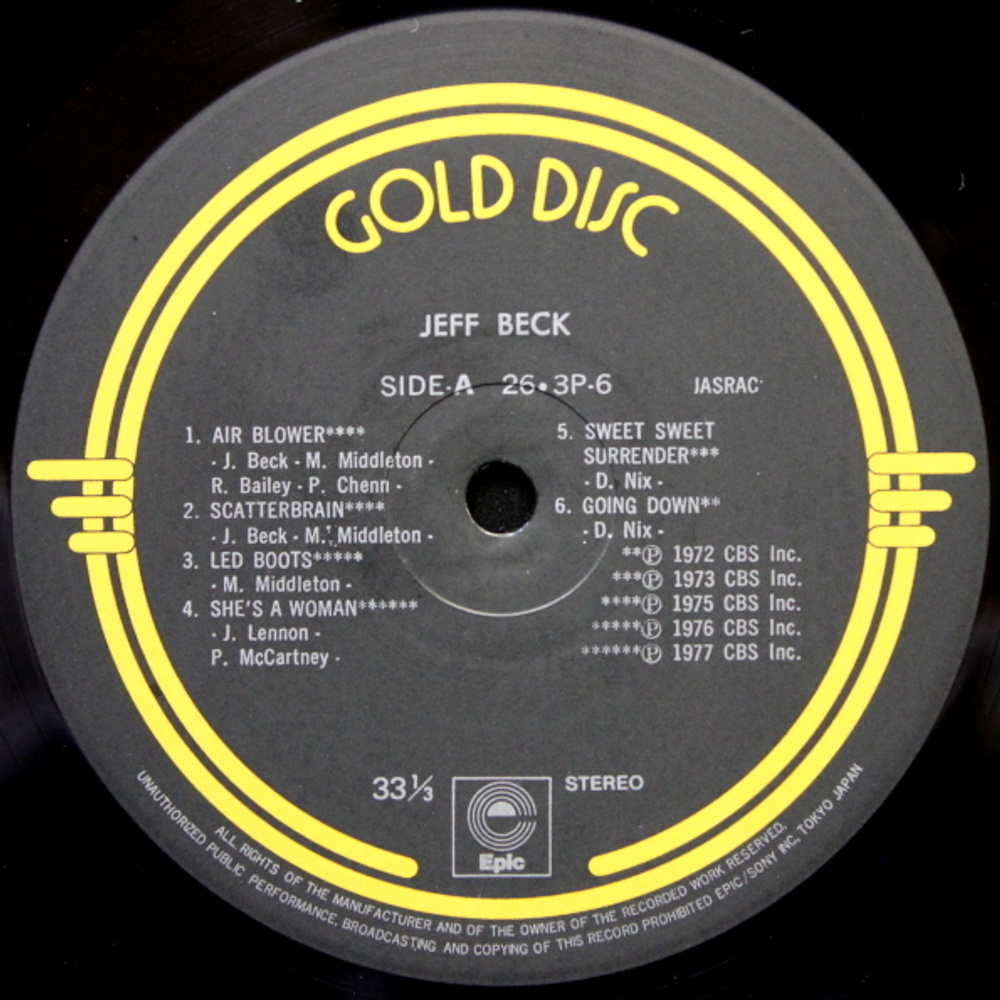 GOLD DISC
JEFF BECK
SIDE-A 26•3P-6 JASRAC
1. AIR BLOWER****
- J. Beck - M. Middleton -
R. Bailey - P. Chenn -
2. SCATTERBRAIN****
- J. Beck - M. Middleton -
3. LED BOOTS*****
- M. Middleton -
4. SHE'S A WOMAN******
- J. Lennon -
P. McCartney -
5. SWEET SWEET
SURRENDER***
- D. Nix -
6. GOING DOWN**
- D. Nix -
**Ⓟ 1972 CBS Inc.
***Ⓟ 1973 CBS Inc.
****Ⓟ 1975 CBS Inc.
*****Ⓟ 1976 CBS Inc.
******Ⓟ 1977 CBS Inc.
33⅓ STEREO
Epic
ALL RIGHTS OF THE MANUFACTURER AND OF THE OWNER OF THE RECORDED WORK RESERVED.
UNAUTHORIZED PUBLIC PERFORMANCE, BROADCASTING AND COPYING OF THIS RECORD PROHIBITED EPIC/SONY INC. TOKYO JAPAN